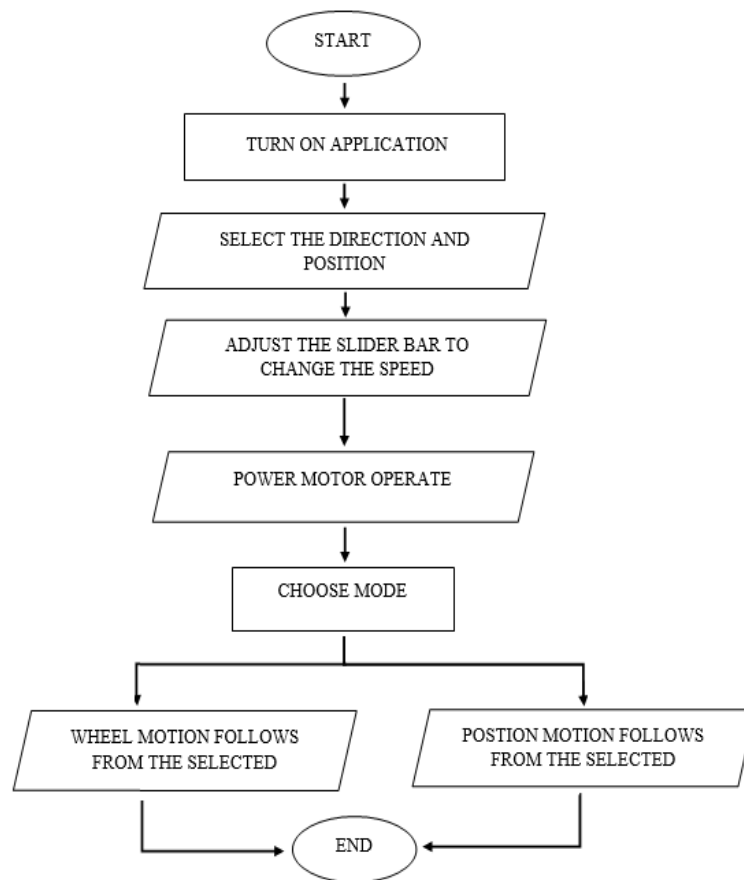 START
TURN ON APPLICATION
SELECT THE DIRECTION AND
POSITION
ADJUST THE SLIDER BAR TO
CHANGE THE SPEED
POWER MOTOR OPERATE
CHOOSE MODE
WHEEL MOTION FOLLOWS
FROM THE SELECTED
POSTION MOTION FOLLOWS
FROM THE SELECTED
END